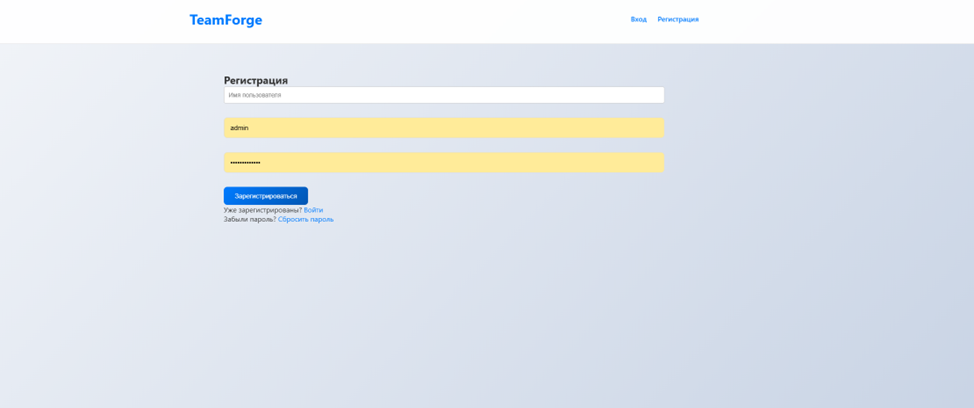 TeamForge
Вход Регистрация
Регистрация
Имя пользователя
admin
•••••••••••••
Зарегистрироваться
Уже зарегистрированы? Войти
Забыли пароль? Сбросить пароль